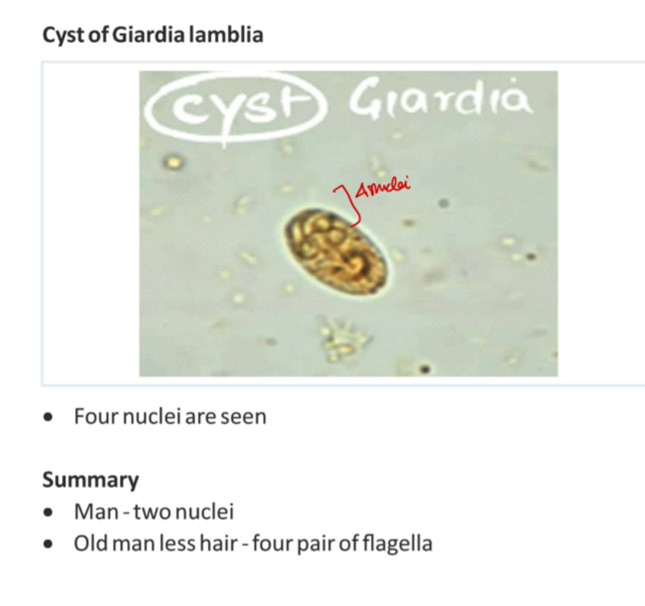 Cyst of Giardia lamblia
cyst Giardia
4 nuclei
• Four nuclei are seen
Summary
• Man - two nuclei
• Old man less hair - four pair of flagella